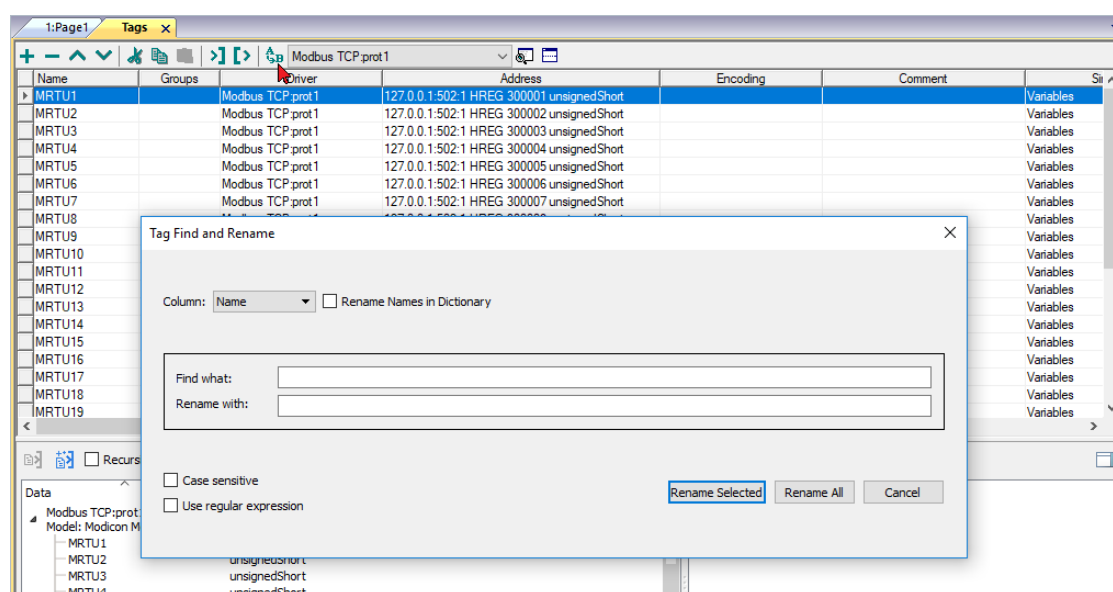 1:Page1 Tags
Modbus TCP:prot1
Name Groups Driver Address Encoding Comment Sir
MRTU1 Modbus TCP:prot1 127.0.0.1:502:1 HREG 300001 unsignedShort Variables
MRTU2 Modbus TCP:prot1 127.0.0.1:502:1 HREG 300002 unsignedShort Variables
MRTU3 Modbus TCP:prot1 127.0.0.1:502:1 HREG 300003 unsignedShort Variables
MRTU4 Modbus TCP:prot1 127.0.0.1:502:1 HREG 300004 unsignedShort Variables
MRTU5 Modbus TCP:prot1 127.0.0.1:502:1 HREG 300005 unsignedShort Variables
MRTU6 Modbus TCP:prot1 127.0.0.1:502:1 HREG 300006 unsignedShort Variables
MRTU7 Modbus TCP:prot1 127.0.0.1:502:1 HREG 300007 unsignedShort Variables
MRTU8 Variables
MRTU9 Variables
MRTU10 Variables
MRTU11 Variables
MRTU12 Variables
MRTU13 Variables
MRTU14 Variables
MRTU15 Variables
MRTU16 Variables
MRTU17 Variables
MRTU18 Variables
MRTU19 Variables
Tag Find and Rename
Column: Name Rename Names in Dictionary
Find what:
Rename with:
Case sensitive
Use regular expression
Rename Selected Rename All Cancel
Recurs
Data
Modbus TCP:prot
Model: Modicon M
MRTU1
MRTU2 unsignedShort
MRTU3 unsignedShort
MRTU4 unsignedShort